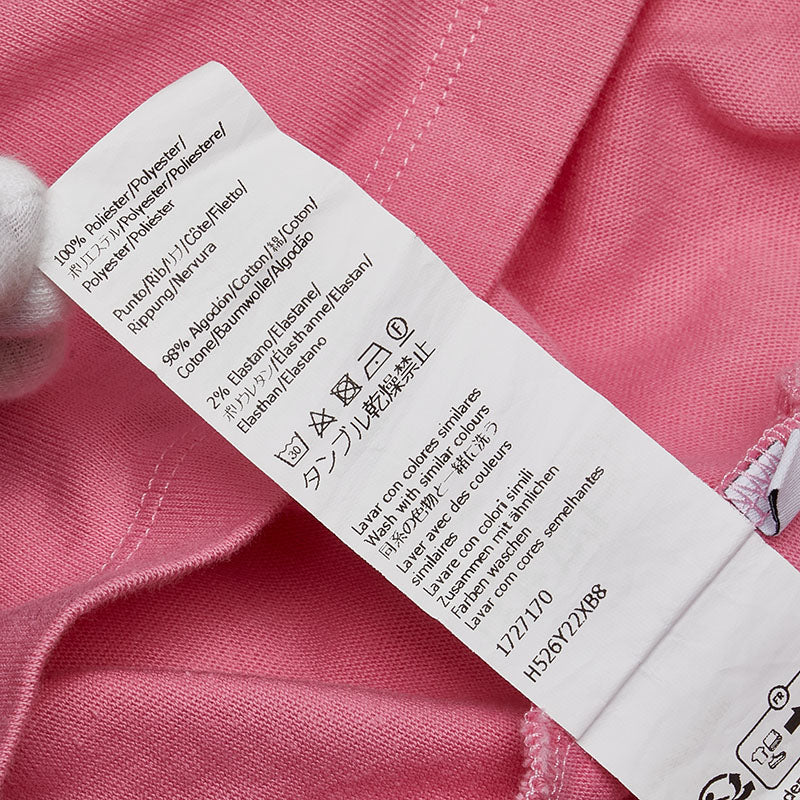 100% Poliéster/Polyester/
ポリエステル/Polyester/Poliestere/
Polyester/Poliéster
Punto/Rib/リブ/Côte/Filetto/
Rippung/Nervura
98% Algodón/Cotton/綿/Coton/
Cotone/Baumwolle/Algodão
2% Elastano/Elastane/
ポリウレタン/Élasthanne/Elastan/
Elasthan/Elastano
30 F
タンブル乾燥禁止
Lavar con colores similares
Wash with similar colours
同系の色物と一緒に洗う
Laver avec des couleurs
similaires
Lavare con colori simili
Zusammen mit ähnlichen
Farben waschen
Lavar com cores semelhantes
1727170
H526Y22XB8
FR